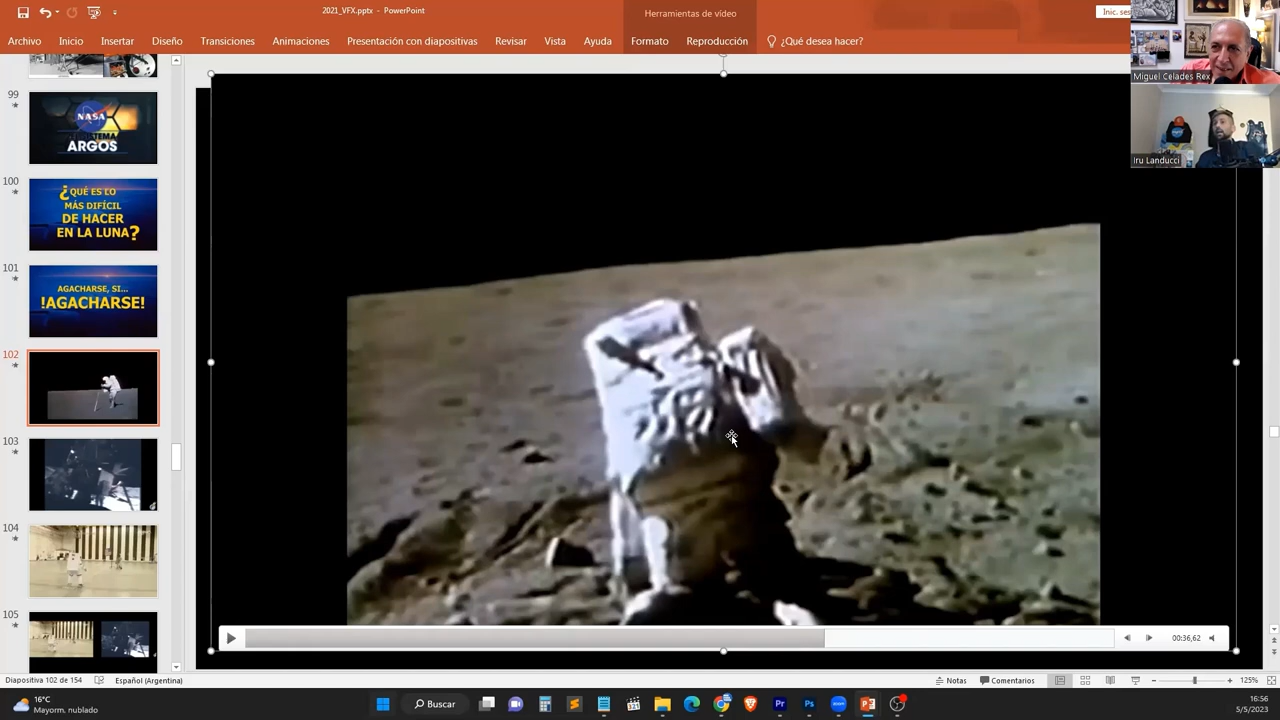 2021_VFX.pptx - PowerPoint
Herramientas de vídeo
Archivo Inicio Insertar Diseño Transiciones Animaciones Presentación con diapositivas Revisar Vista Ayuda Formato Reproducción ¿Qué desea hacer?
Miguel Celades Rex
Iru Landucci
99
NASA
ARGOS
100
¿QUÉ ES LO
MÁS DIFÍCIL
DE HACER
EN LA LUNA?
101
AGACHARSE, SI...
!AGACHARSE!
102
103
104
105
00:36,62
Diapositiva 102 de 154 Español (Argentina) Notas Comentarios 125%
16°C
Mayorm. nublado
Buscar
16:56
5/5/2023